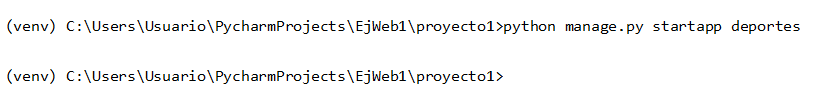 (venv) C:\Users\Usuario\PycharmProjects\EjWeb1\proyecto1>python manage.py startapp deportes
(venv) C:\Users\Usuario\PycharmProjects\EjWeb1\proyecto1>